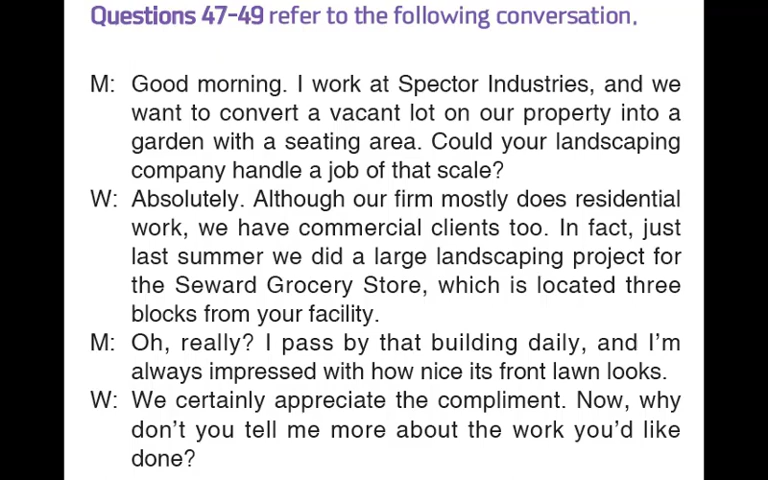 Questions 47-49 refer to the following conversation.
M: Good morning. I work at Spector Industries, and we
want to convert a vacant lot on our property into a
garden with a seating area. Could your landscaping
company handle a job of that scale?
W: Absolutely. Although our firm mostly does residential
work, we have commercial clients too. In fact, just
last summer we did a large landscaping project for
the Seward Grocery Store, which is located three
blocks from your facility.
M: Oh, really? I pass by that building daily, and I'm
always impressed with how nice its front lawn looks.
W: We certainly appreciate the compliment. Now, why
don't you tell me more about the work you'd like
done?